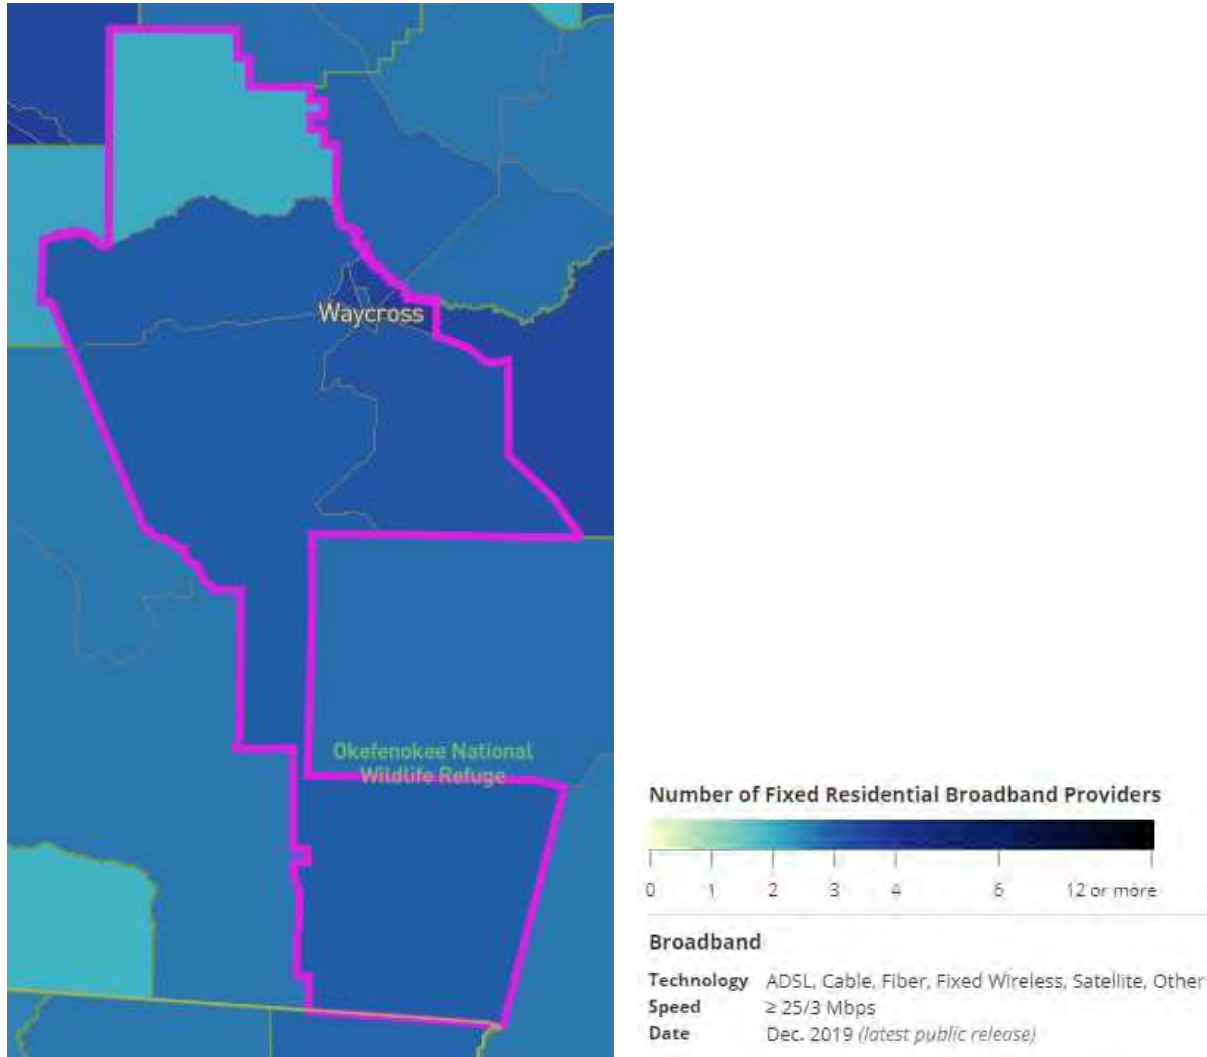 Waycross
Okefenokee National
Wildlife Refuge
Number of Fixed Residential Broadband Providers
0 1 2 3 4 6 12 or more
Broadband
Technology ADSL, Cable, Fiber, Fixed Wireless, Satellite, Other
Speed ≥ 25/3 Mbps
Date Dec. 2019 (latest public release)